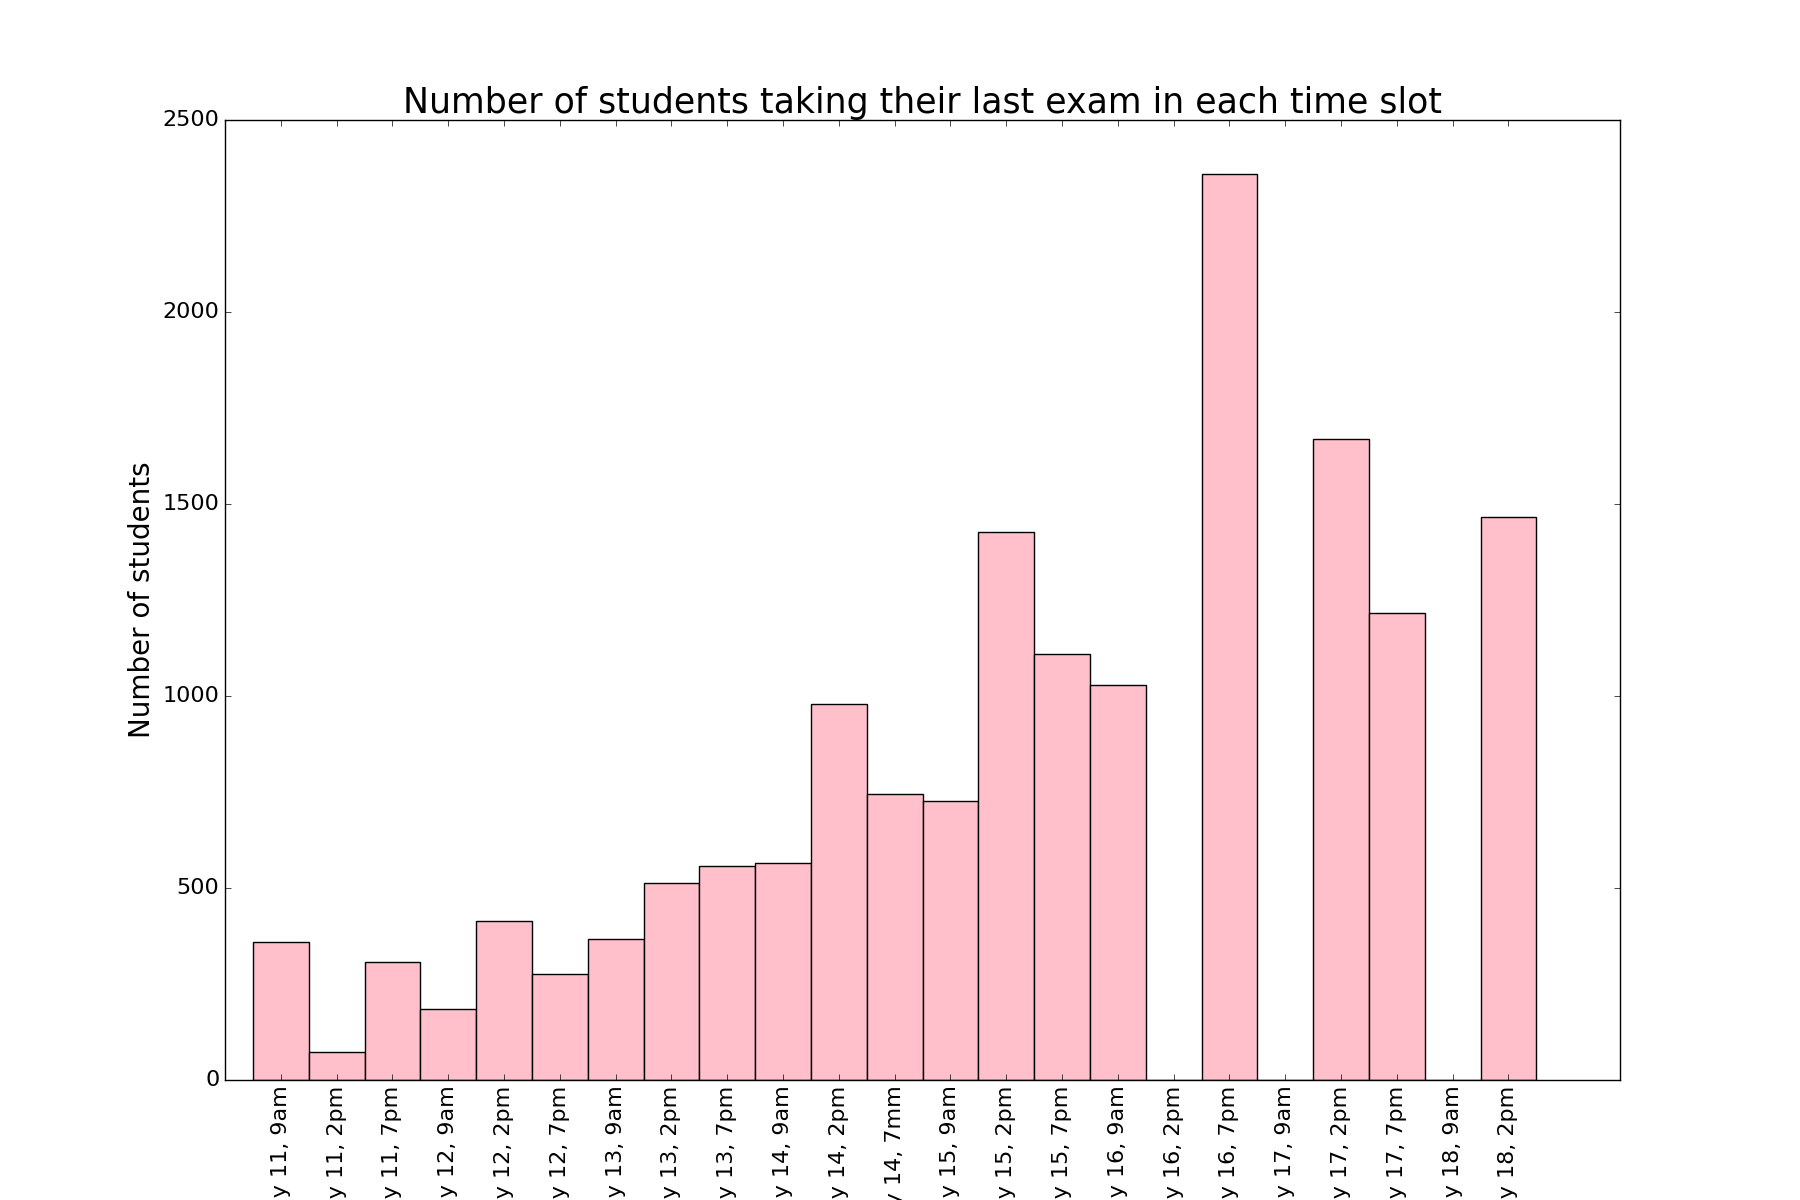 Number of students taking their last exam in each time slot
Number of students
2500
2000
1500
1000
500
0
y 11, 9am
y 11, 2pm
y 11, 7pm
y 12, 9am
y 12, 2pm
y 12, 7pm
y 13, 9am
y 13, 2pm
y 13, 7pm
y 14, 9am
y 14, 2pm
y 14, 7mm
y 15, 9am
y 15, 2pm
y 15, 7pm
y 16, 9am
y 16, 2pm
y 16, 7pm
y 17, 9am
y 17, 2pm
y 17, 7pm
y 18, 9am
y 18, 2pm